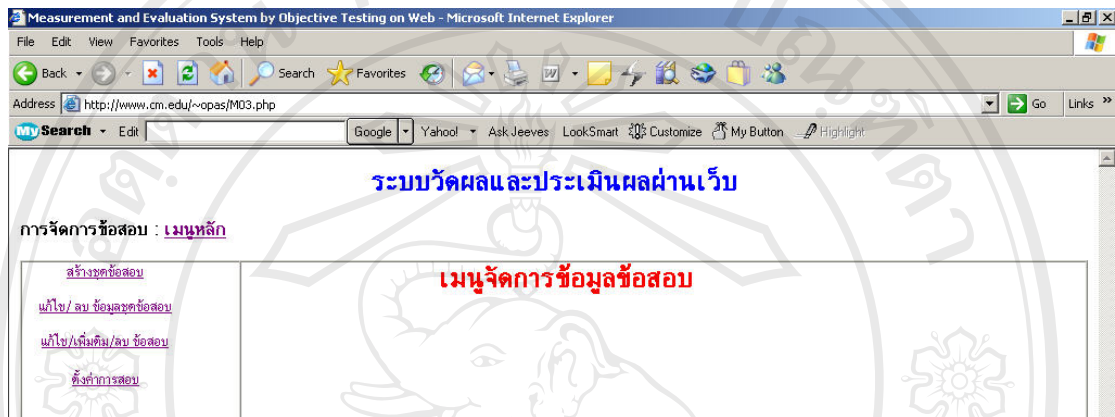 Measurement and Evaluation System by Objective Testing on Web - Microsoft Internet Explorer
File Edit View Favorites Tools Help
Back Search Favorites
Address http://www.cm.edu/~opas/M03.php Go Links »
My Search Edit Google Yahoo! Ask Jeeves LookSmart Customize My Button Highlight
ระบบวัดผลและประเมินผลผ่านเว็บ
การจัดการข้อสอบ : เมนูหลัก
สร้างชุดข้อสอบ
เมนูจัดการข้อมูลข้อสอบ
แก้ไข/ ลบ ข้อมูลชุดข้อสอบ
แก้ไข/เพิ่มติม/ลบ ข้อสอบ
ตั้งค่าการสอบ